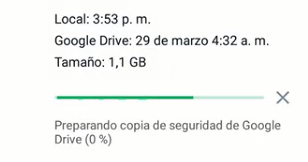 Local: 3:53 p. m.
Google Drive: 29 de marzo 4:32 a. m.
Tamaño: 1,1 GB
Preparando copia de seguridad de Google
Drive (0 %)